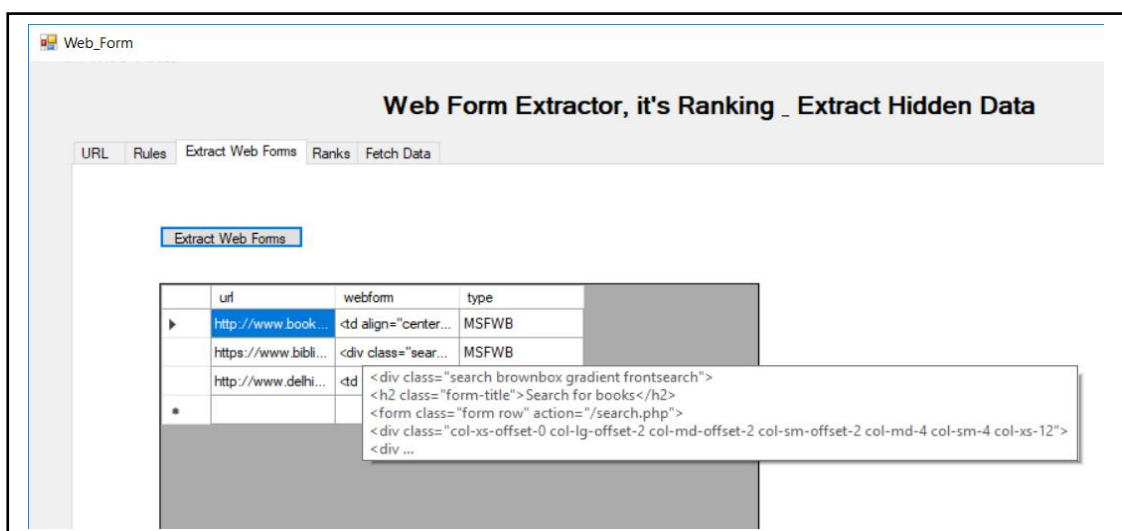 Web_Form
Web Form Extractor, it's Ranking _ Extract Hidden Data
URL Rules Extract Web Forms Ranks Fetch Data
Extract Web Forms
url webform type
http://www.book... <td align="center... MSFWB
https://www.bibli... <div class="sear... MSFWB
http://www.delhi... <td
<div class="search brownbox gradient frontsearch">
<h2 class="form-title">Search for books</h2>
<form class="form row" action="/search.php">
<div class="col-xs-offset-0 col-lg-offset-2 col-md-offset-2 col-sm-offset-2 col-md-4 col-sm-4 col-xs-12">
<div ...